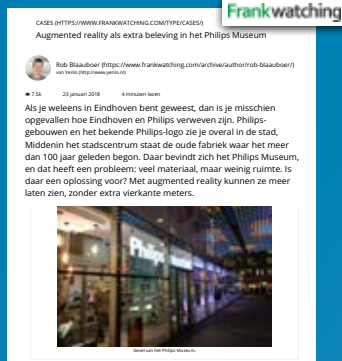 Frankwatching
CASES (HTTPS://WWW.FRANKWATCHING.COM/TYPE/CASES/)
Augmented reality als extra beleving in het Philips Museum
Rob Blaauboer (https://www.frankwatching.com/archive/author/rob-blaauboer/)
van Yenlo (http://www.yenlo.nl)
7.5k 23 januari 2018 4 minuten lezen
Als je weleens in Eindhoven bent geweest, dan is je misschien
opgevallen hoe Eindhoven en Philips verweven zijn. Philips-
gebouwen en het bekende Philips-logo zie je overal in de stad,
Middenin het stadscentrum staat de oude fabriek waar het meer
dan 100 jaar geleden begon. Daar bevindt zich het Philips Museum,
en dat heeft een probleem: veel materiaal, maar weinig ruimte. Is
daar een oplossing voor? Met augmented reality kunnen ze meer
laten zien, zonder extra vierkante meters.
Philips
Gevel van het Philips Museum.